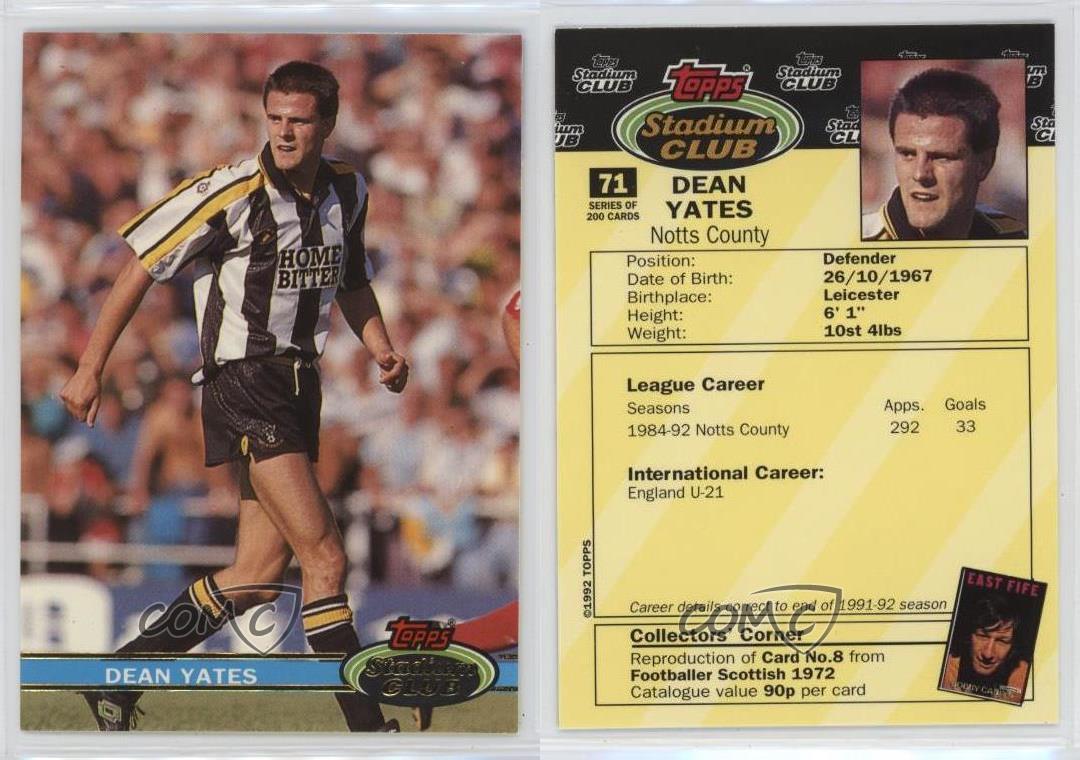 HOME
BITTER
DEAN YATES
Topps
Stadium
CLUB
COMC
Topps
Stadium
CLUB
Topps
Stadium
CLUB
Topps
Stadium
CLUB
71
SERIES OF
200 CARDS
DEAN
YATES
Notts County
Position: Defender
Date of Birth: 26/10/1967
Birthplace: Leicester
Height: 6' 1"
Weight: 10st 4lbs
League Career
Seasons Apps. Goals
1984-92 Notts County 292 33
International Career:
England U-21
©1992 TOPPS
Career details correct to end of 1991-92 season
COMC
Collectors' Corner
Reproduction of Card No.8 from
Footballer Scottish 1972
Catalogue value 90p per card
EAST FIFE